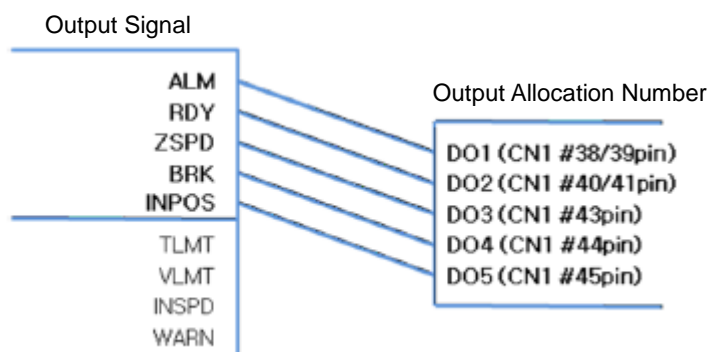 Output Signal
ALM
RDY
ZSPD
BRK
INPOS
TLMT
VLMT
INSPD
WARN
Output Allocation Number
DO1 (CN1 #38/39pin)
DO2 (CN1 #40/41pin)
DO3 (CN1 #43pin)
DO4 (CN1 #44pin)
DO5 (CN1 #45pin)